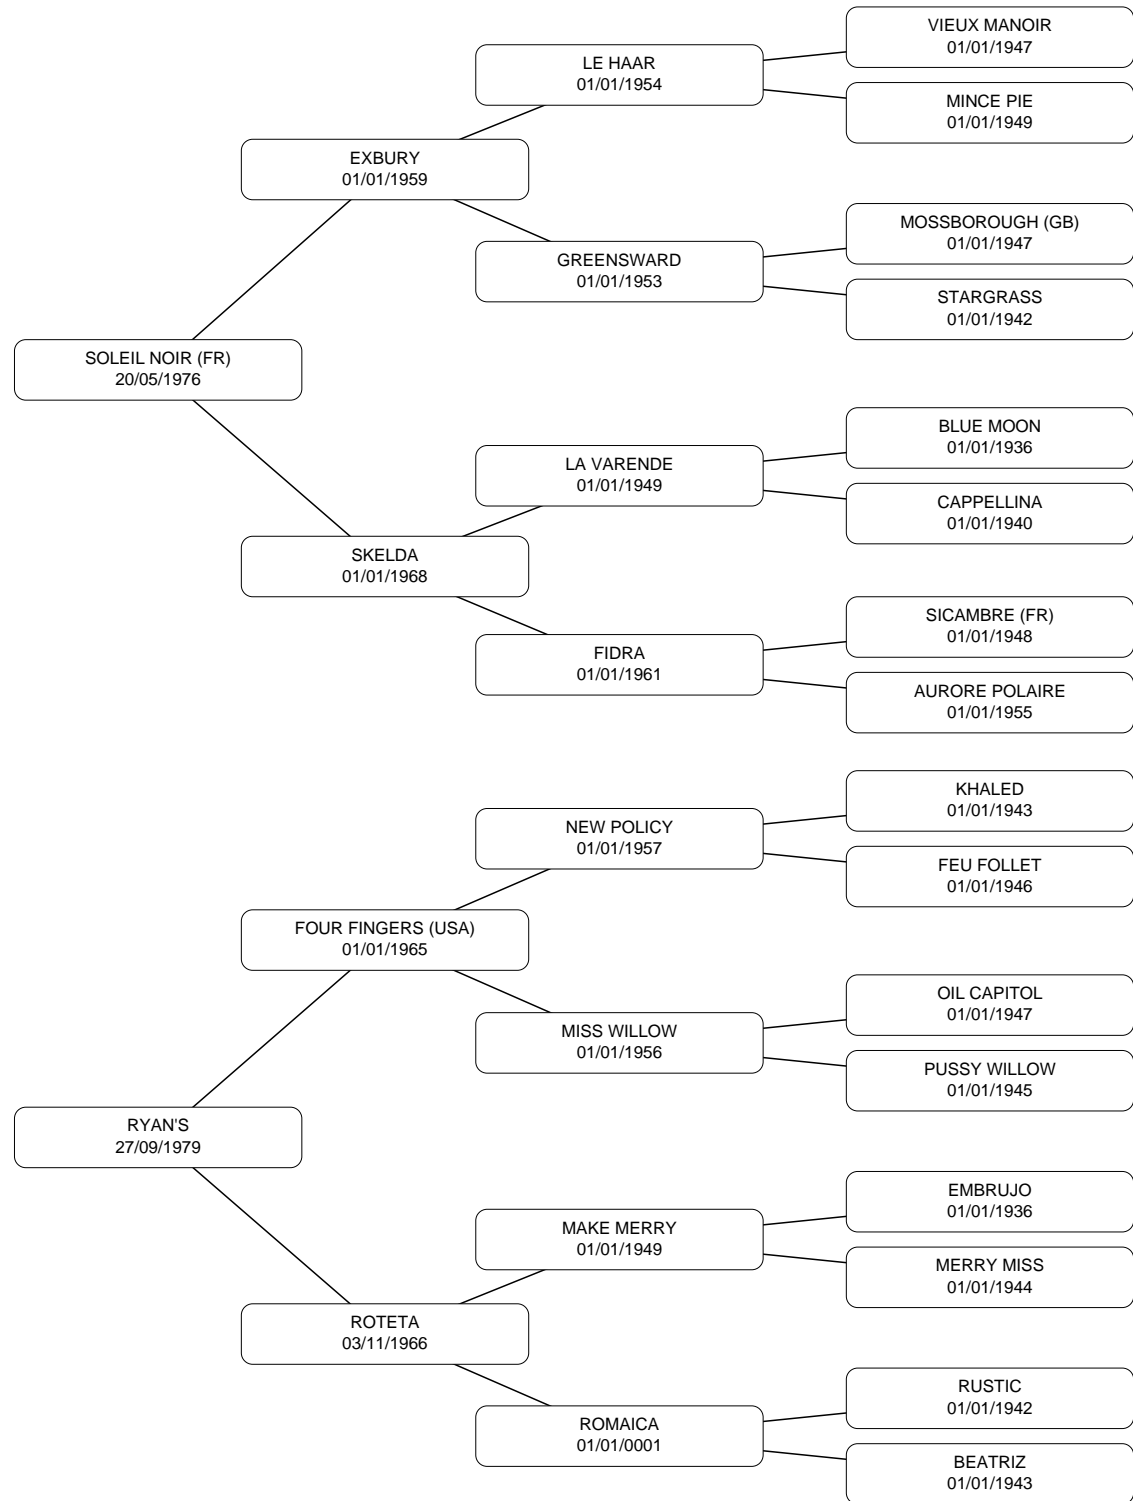 VIEUX MANOIR
01/01/1947
LE HAAR
01/01/1954
MINCE PIE
01/01/1949
EXBURY
01/01/1959
MOSSBOROUGH (GB)
01/01/1947
GREENSWARD
01/01/1953
STARGRASS
01/01/1942
SOLEIL NOIR (FR)
20/05/1976
BLUE MOON
01/01/1936
LA VARENDE
01/01/1949
CAPPELLINA
01/01/1940
SKELDA
01/01/1968
SICAMBRE (FR)
01/01/1948
FIDRA
01/01/1961
AURORE POLAIRE
01/01/1955
KHALED
01/01/1943
NEW POLICY
01/01/1957
FEU FOLLET
01/01/1946
FOUR FINGERS (USA)
01/01/1965
OIL CAPITOL
01/01/1947
MISS WILLOW
01/01/1956
PUSSY WILLOW
01/01/1945
RYAN'S
27/09/1979
EMBRUJO
01/01/1936
MAKE MERRY
01/01/1949
MERRY MISS
01/01/1944
ROTETA
03/11/1966
RUSTIC
01/01/1942
ROMAICA
01/01/0001
BEATRIZ
01/01/1943